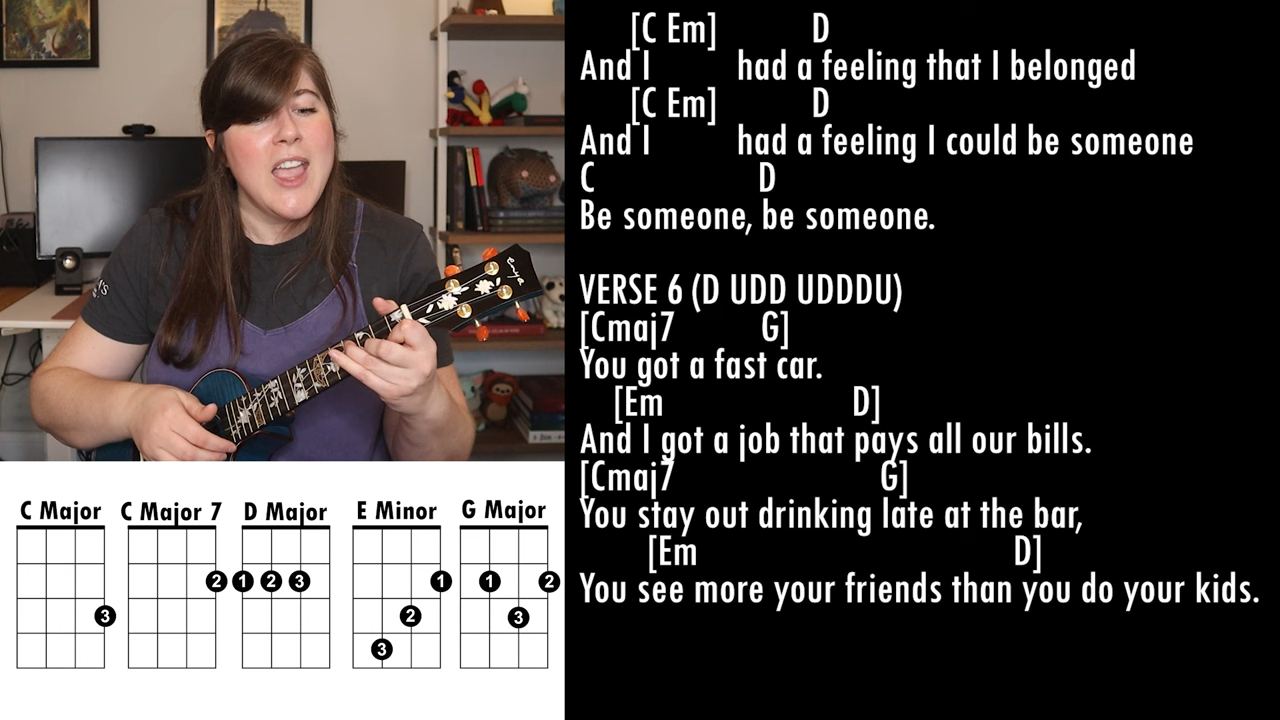 [C Em] D
And I had a feeling that I belonged
[C Em] D
And I had a feeling I could be someone
C D
Be someone, be someone.
VERSE 6 (D UDD UDDDU)
[Cmaj7 G]
You got a fast car.
[Em D]
And I got a job that pays all our bills.
[Cmaj7 G]
You stay out drinking late at the bar,
[Em D]
You see more your friends than you do your kids.
enya
C Major C Major 7 D Major E Minor G Major
2 1 2 3 1 1 2
3 2 3
3